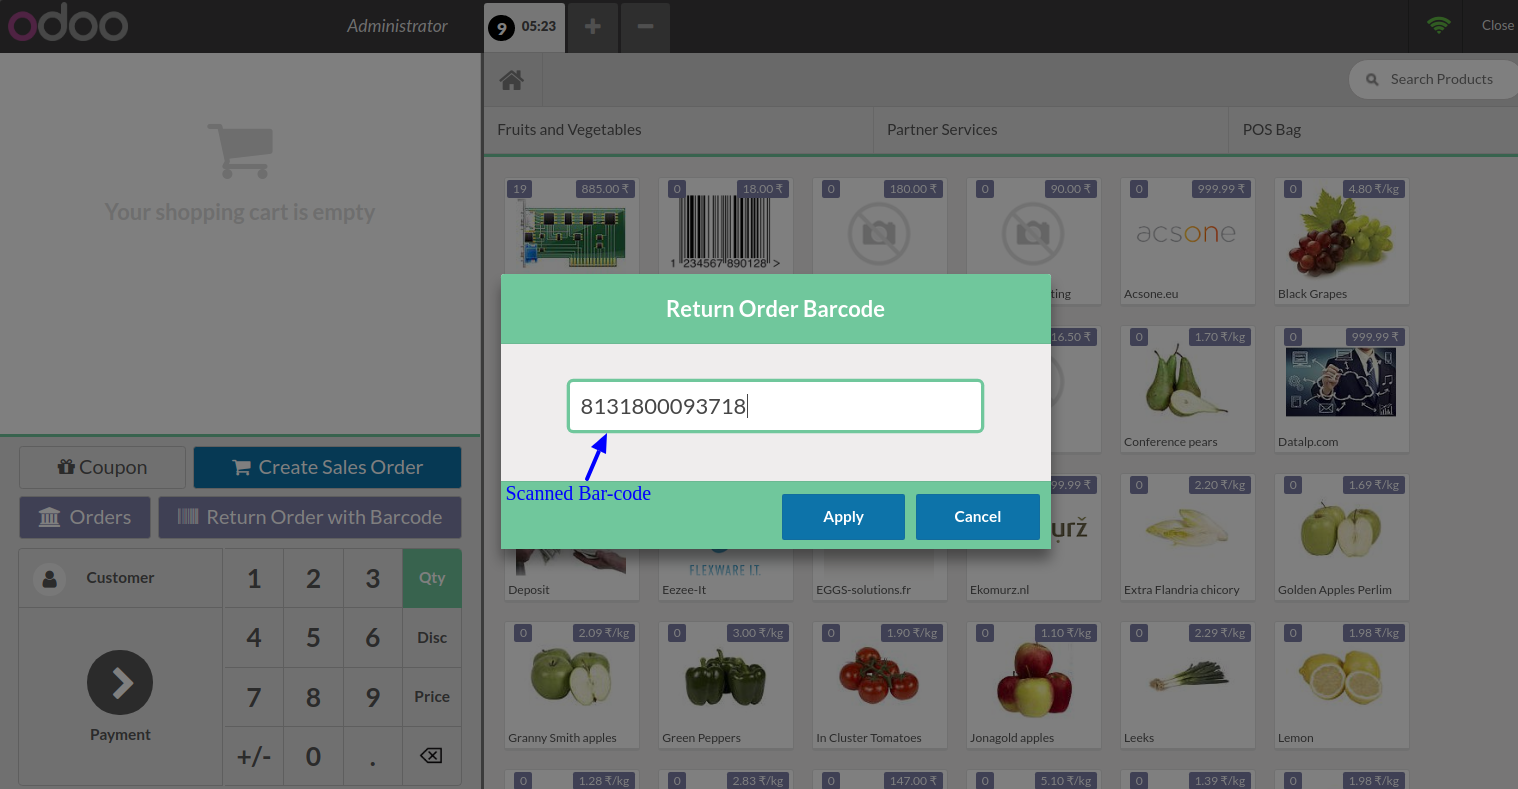 odoo
Administrator
9 05:23
Close
Search Products
Fruits and Vegetables
Partner Services
POS Bag
Your shopping cart is empty
19 885.00 ₹
0 18.00 ₹
0 180.00 ₹
0 90.00 ₹
0 999.99 ₹
0 4.80 ₹/kg
1 234567 890128 >
acsone
ting
Acsone.eu
Black Grapes
Return Order Barcode
16.50 ₹
0 1.70 ₹/kg
0 999.99 ₹
8131800093718
Conference pears
Datalp.com
Scanned Bar-code
Apply
Cancel
99.99 ₹
0 2.20 ₹/kg
0 1.69 ₹/kg
urž
FLEXWARE I.T.
Deposit
Eezee-It
EGGS-solutions.fr
Ekomurz.nl
Extra Flandria chicory
Golden Apples Perlim
0 2.09 ₹/kg
0 3.00 ₹/kg
0 1.90 ₹/kg
0 1.10 ₹/kg
0 2.29 ₹/kg
0 1.98 ₹/kg
Granny Smith apples
Green Peppers
In Cluster Tomatoes
Jonagold apples
Leeks
Lemon
0 1.28 ₹/kg
0 2.83 ₹/kg
0 147.00 ₹
0 5.10 ₹/kg
0 1.39 ₹/kg
0 1.98 ₹/kg
Coupon
Create Sales Order
Orders
Return Order with Barcode
Customer
1 2 3 Qty
4 5 6 Disc
7 8 9 Price
Payment
+/- 0 .